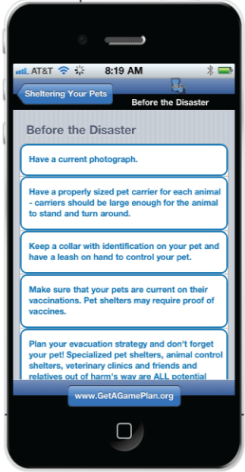 AT&T 8:19 AM
Sheltering Your Pets
Before the Disaster
Before the Disaster
Have a current photograph.
Have a properly sized pet carrier for each animal
- carriers should be large enough for the animal
to stand and turn around.
Keep a collar with identification on your pet and
have a leash on hand to control your pet.
Make sure that your pets are current on their
vaccinations. Pet shelters may require proof of
vaccines.
Plan your evacuation strategy and don't forget
your pet! Specialized pet shelters, animal control
shelters, veterinary clinics and friends and
relatives out of harm's way are ALL potential
www.GetAGamePlan.org